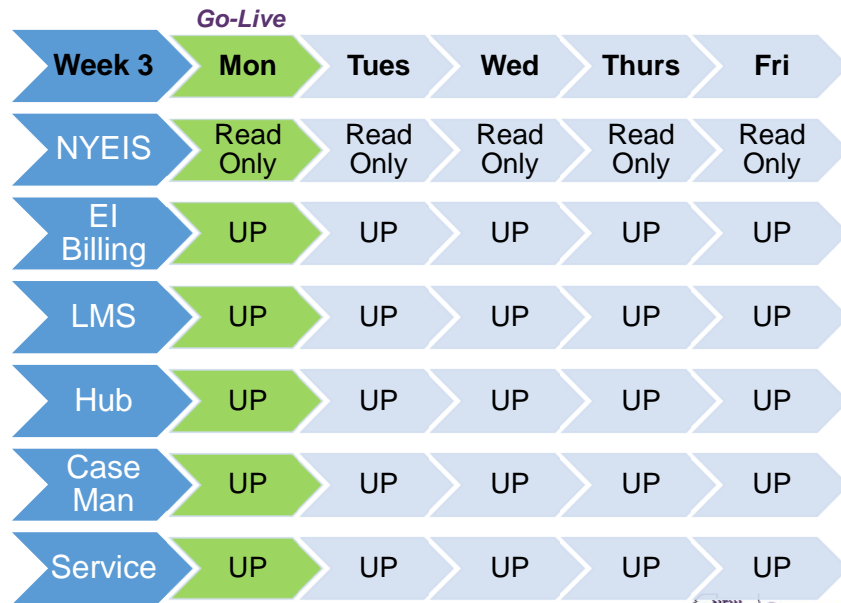 Go-Live
Week 3 Mon Tues Wed Thurs Fri
NYEIS Read Only Read Only Read Only Read Only Read Only
EI Billing UP UP UP UP UP
LMS UP UP UP UP UP
Hub UP UP UP UP UP
Case Man UP UP UP UP UP
Service UP UP UP UP UP